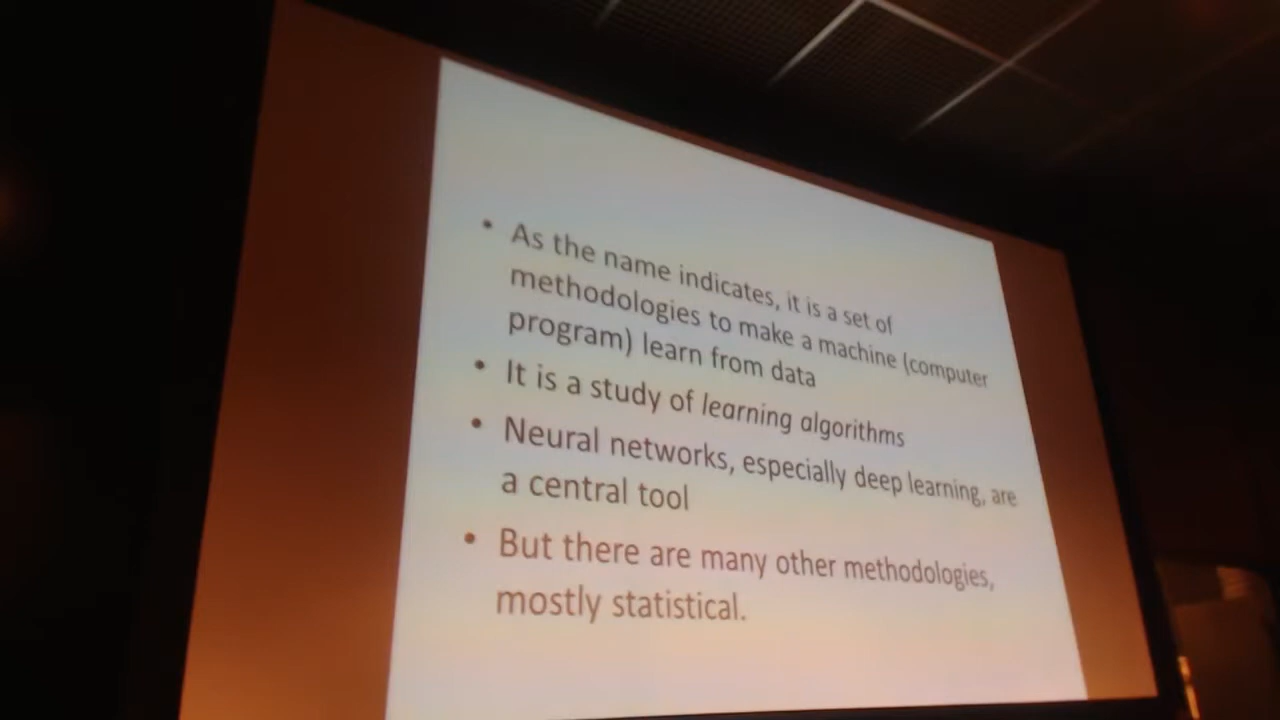 • As the name indicates, it is a set of
methodologies to make a machine (computer
program) learn from data
• It is a study of learning algorithms
• Neural networks, especially deep learning, are
a central tool
• But there are many other methodologies,
mostly statistical.